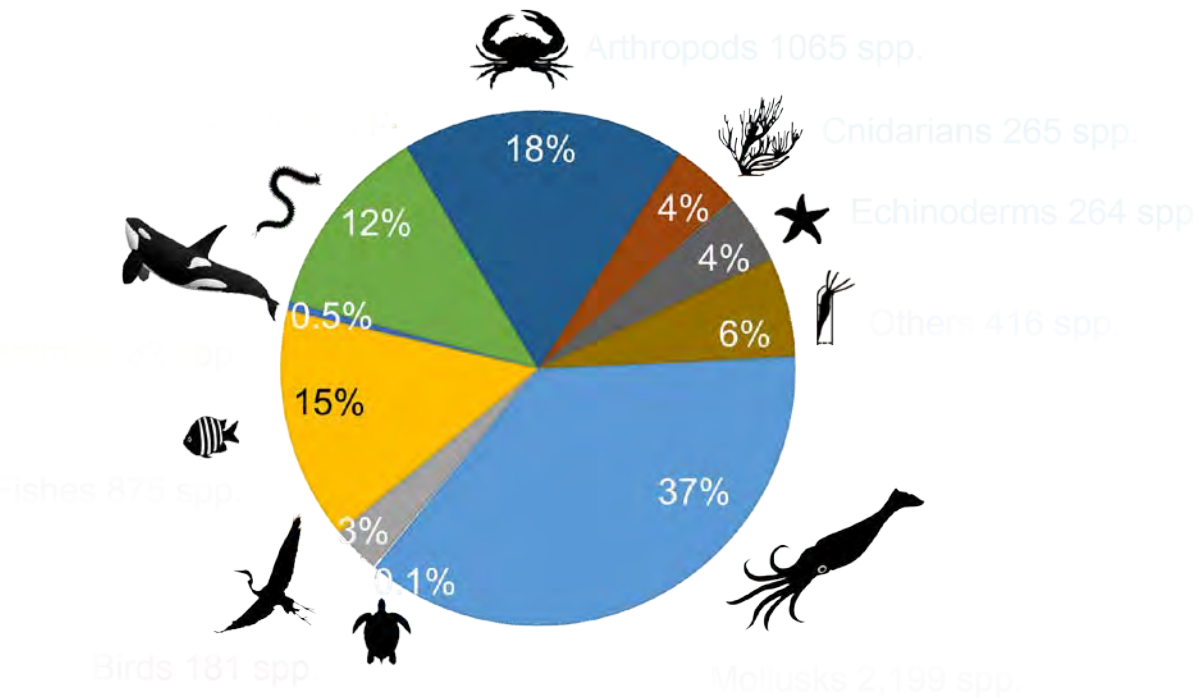 Arthropods 1065 spp.
18%
Cnidarians 265 spp.
4%
12%
Echinoderms 264 spp
4%
0.5%
Others 416 spp.
6%
15%
Fishes 875 spp.
37%
3%
0.1%
Birds 181 spp.
Mollusks 2,199 spp.